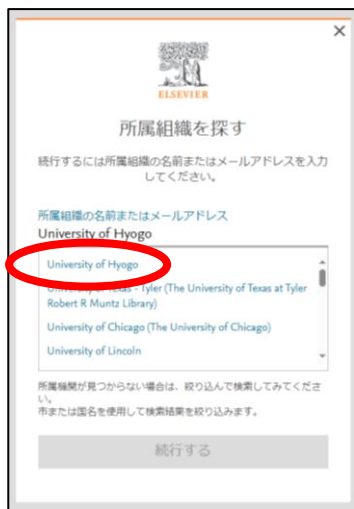 ELSEVIER
所属組織を探す
続行するには所属組織の名前またはメールアドレスを入力
してください。
所属組織の名前またはメールアドレス
University of Hyogo
University of Hyogo
University of Texas - Tyler (The University of Texas at Tyler
Robert R Muntz Library)
University of Chicago (The University of Chicago)
University of Lincoln
所属機関が見つからない場合は、絞り込んで検索してみてくださ
い。
市または国名を使用して検索結果を絞り込みます。
続行する